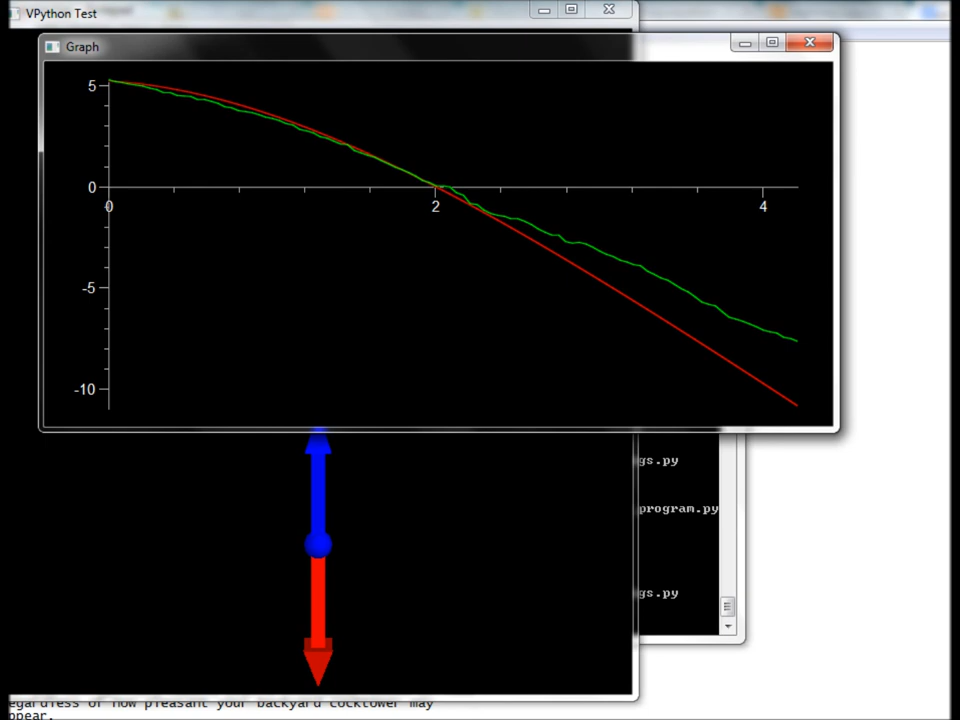 VPython Test
Graph
5
0
0
2
4
-5
-10
gs.py
program.py
gs.py
egardless of how pleasant your backyard cocktower may
ppear.